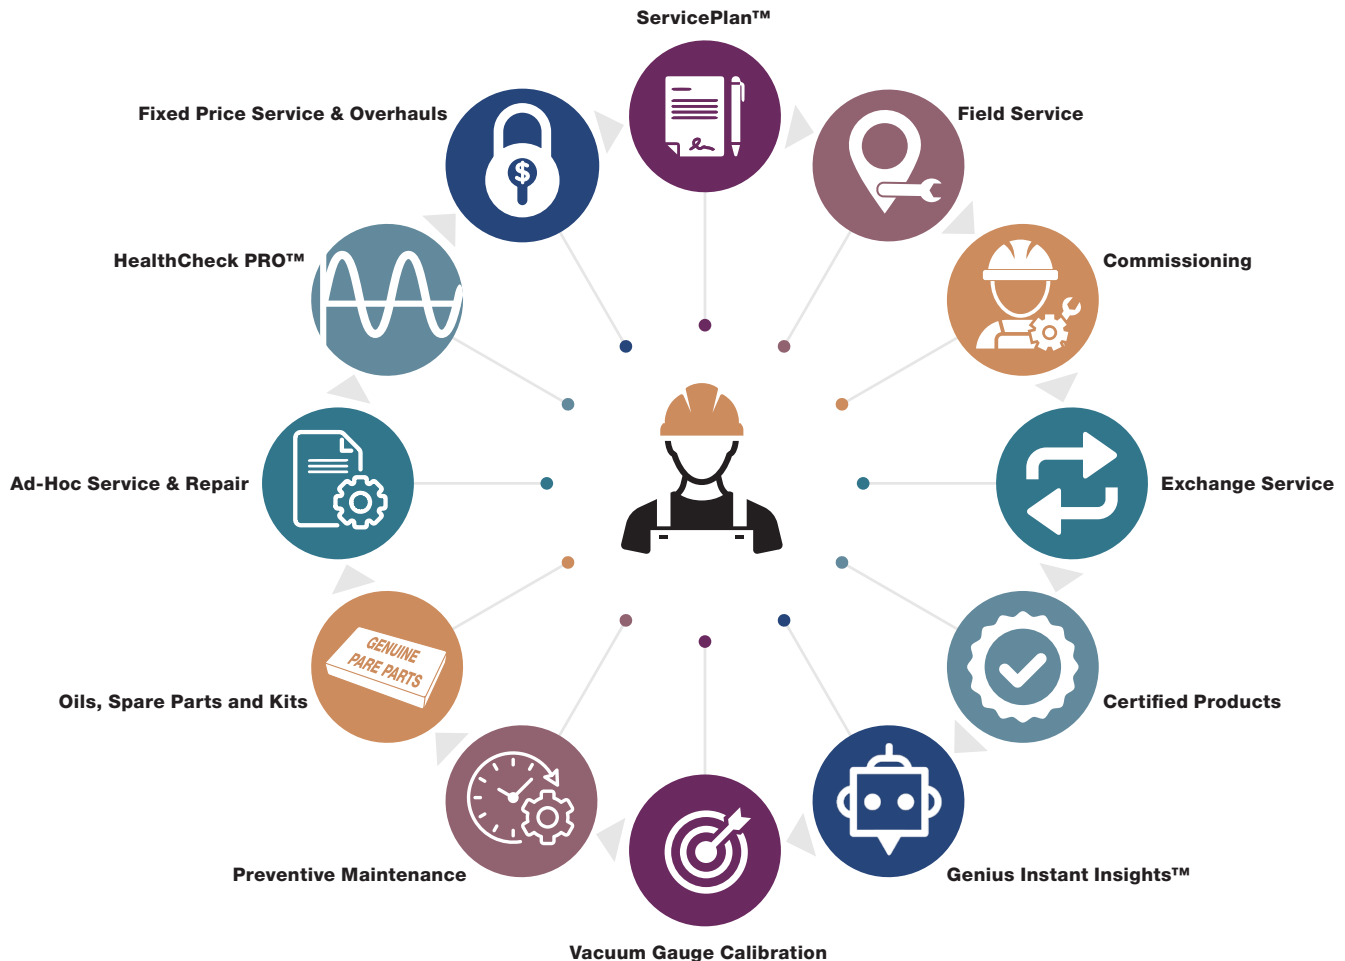 ServicePlan™
Fixed Price Service & Overhauls
Field Service
$
HealthCheck PRO™
Commissioning
Ad-Hoc Service & Repair
Exchange Service
GENUINE
PARE PARTS
Oils, Spare Parts and Kits
Certified Products
Preventive Maintenance
Genius Instant Insights™
Vacuum Gauge Calibration